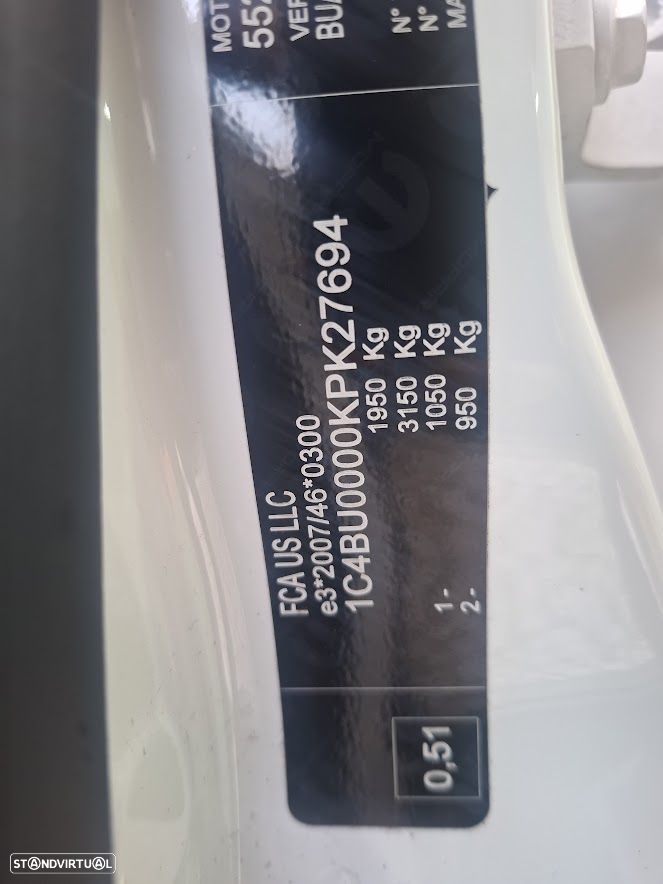 FCA US LLC
e3*2007/46*0300
1C4BU0000KPK27694
1950 Kg
3150 Kg
1- 1050 Kg
2- 950 Kg
0,51
MOT
552
VER
BU
N°
N°
MA
STANDVIRTUAL